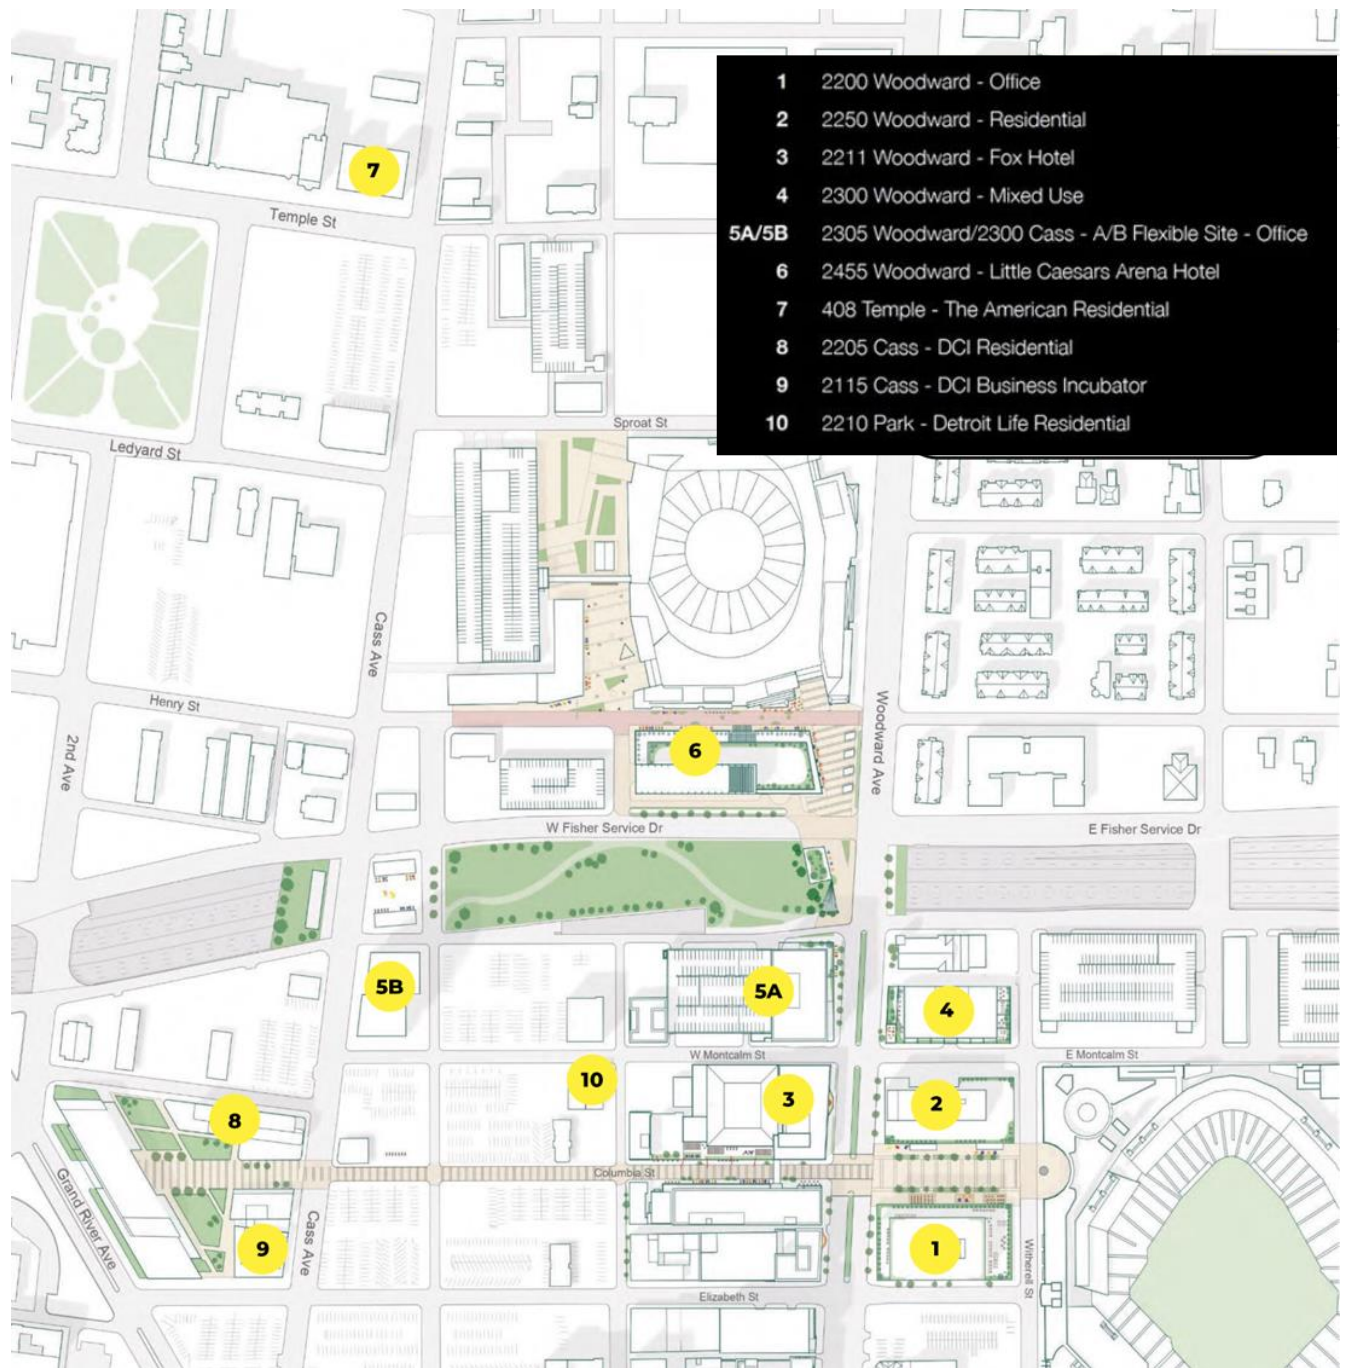 1 2200 Woodward - Office
2 2250 Woodward - Residential
3 2211 Woodward - Fox Hotel
4 2300 Woodward - Mixed Use
5A/5B 2305 Woodward/2300 Cass - A/B Flexible Site - Office
6 2455 Woodward - Little Caesars Arena Hotel
7 408 Temple - The American Residential
8 2205 Cass - DCI Residential
9 2115 Cass - DCI Business Incubator
10 2210 Park - Detroit Life Residential
7
Temple St
Sproat St
Ledyard St
Cass Ave
Henry St
2nd Ave
Woodward Ave
6
W Fisher Service Dr
E Fisher Service Dr
5B
5A
4
W Montcalm St
E Montcalm St
10
3
2
8
Columbia St
Grand River Ave
Cass Ave
9
1
Witherell St
Elizabeth St